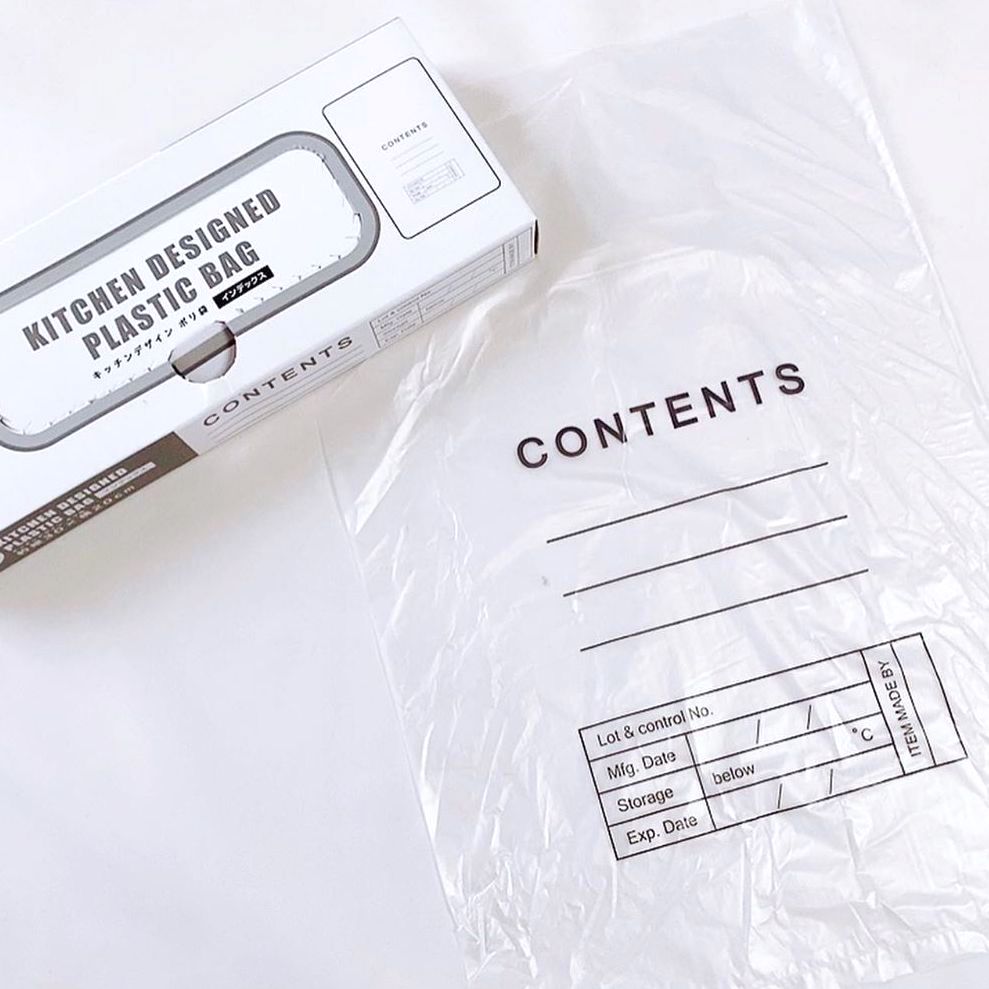 CONTENTS
KITCHEN DESIGNED
PLASTIC BAG
キッチンデザイン ポリ袋 インデックス
CONTENTS
KITCHEN DESIGNED
PLASTIC BAG
CONTENTS
Lot & control No.
Mfg. Date / /
Storage below °C
Exp. Date / /
ITEM MADE BY